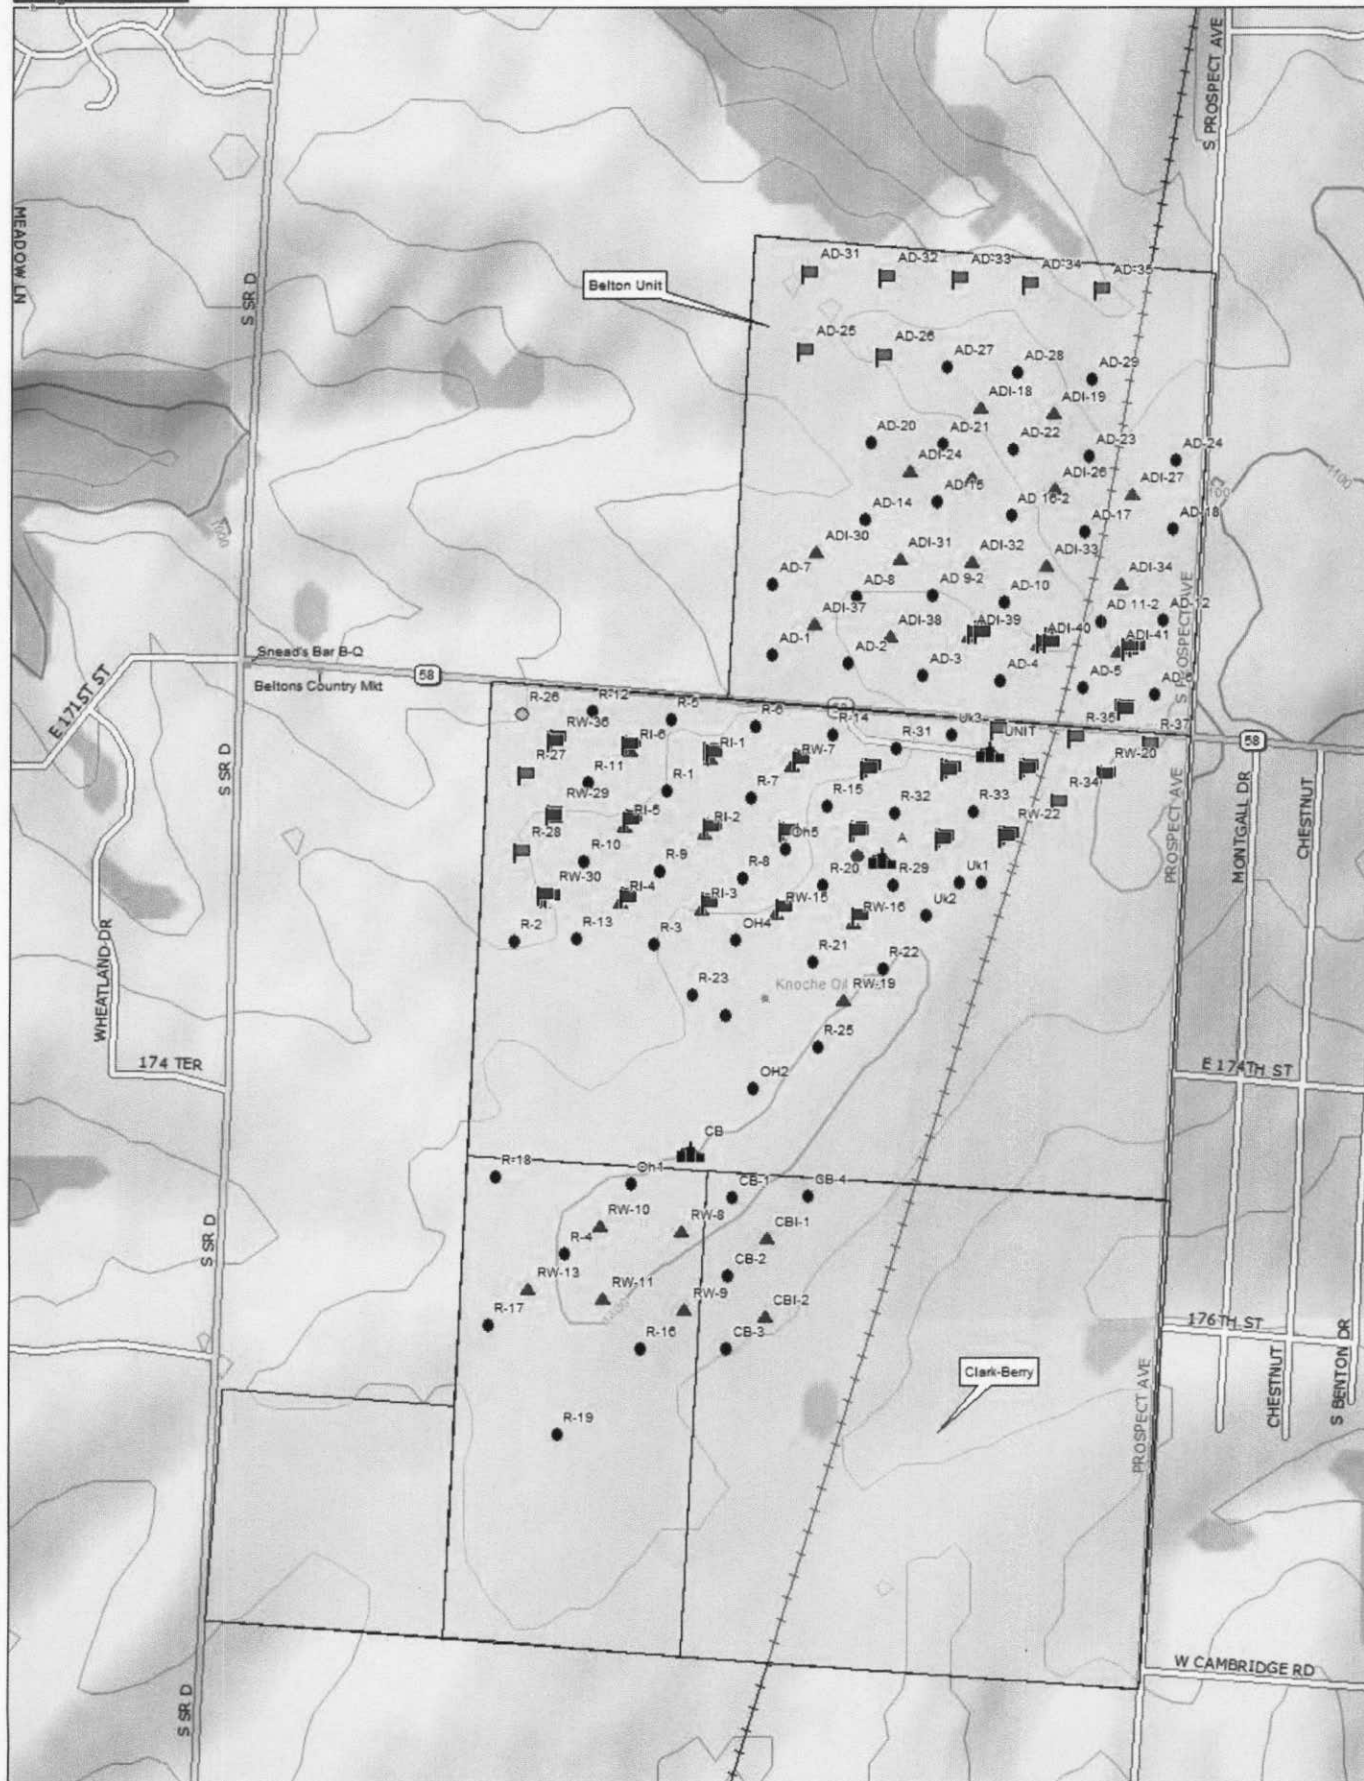 S PROSPECT AVE
MEADOW LN
S SR D
Belton Unit
AD-31
AD-32
AD-33
AD-34
AD-35
AD-25
AD-26
AD-27
AD-28
AD-29
ADI-18
ADI-19
AD-20
AD-21
AD-22
AD-23
AD-24
ADI-24
ADI-26
ADI-27
AD-15
AD 16-2
AD-14
AD-17
AD-18
1100
ADI-30
ADI-31
ADI-32
ADI-33
ADI-34
AD-7
AD-8
AD 9-2
AD-10
AD 11-2
AD-12
ADI-37
ADI-38
ADI-39
ADI-40
ADI-41
AD-1
AD-2
AD-3
AD-4
AD-5
AD-6
S PROSPECT AVE
E 171ST ST
Snead's Bar B-Q
Beltons Country Mkt
58
R-26
R-12
R-5
R-6
58
R-14
R-31
Uk3
UNIT
R-35
R-37
58
RW-36
RI-6
RI-1
RW-7
RW-20
R-27
R-11
R-1
R-7
R-15
R-32
R-33
R-34
RW-29
RI-5
RI-2
Oh5
A
RW-22
R-28
R-10
R-9
R-8
R-20
R-29
Uk1
Uk2
RW-30
RI-4
RI-3
RW-15
RW-16
R-2
R-13
R-3
OH4
R-21
R-22
R-23
Knoche Oil
RW-19
R-25
OH2
CB
S SR D
WHEATLAND DR
174 TER
PROSPECT AVE
MONTGALL DR
CHESTNUT
E 174TH ST
R-18
Oh1
CB-1
CB-4
RW-10
RW-8
CBI-1
R-4
CB-2
RW-13
RW-11
RW-9
CBI-2
R-17
R-16
CB-3
R-19
S SR D
176TH ST
Clark-Berry
PROSPECT AVE
CHESTNUT
S BENTON DR
W CAMBRIDGE RD
S SR D